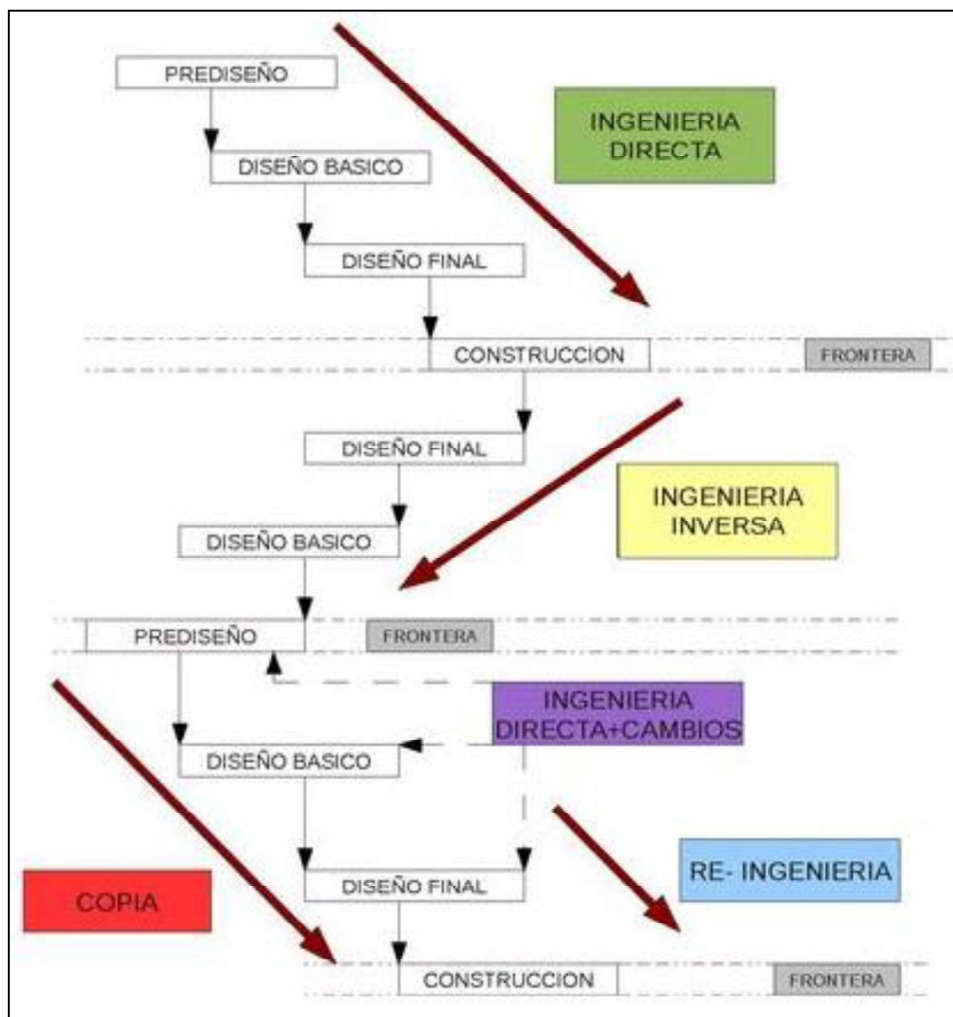 PREDISEÑO
INGENIERIA
DIRECTA
DISEÑO BASICO
DISEÑO FINAL
CONSTRUCCION
FRONTERA
DISEÑO FINAL
INGENIERIA
INVERSA
DISEÑO BASICO
PREDISEÑO
FRONTERA
INGENIERIA
DIRECTA+CAMBIOS
DISEÑO BASICO
RE- INGENIERIA
DISEÑO FINAL
COPIA
CONSTRUCCION
FRONTERA